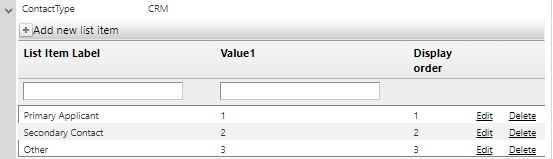 ContactType CRM
+Add new list item
List Item Label Value1 Display order
Primary Applicant 1 1 Edit Delete
Secondary Contact 2 2 Edit Delete
Other 3 3 Edit Delete